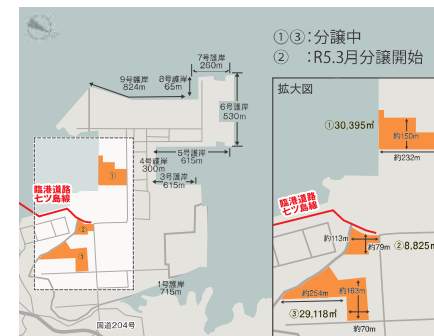 ①③:分譲中
② :R5.3月分譲開始
7号護岸
260m
8号護岸
65m
9号護岸
824m
6号護岸
530m
5号護岸
615m
4号護岸
300m
3号護岸
615m
①
臨港道路
七ツ島線
②
③
1号護岸
715m
国道204号
拡大図
①30,395㎡
約150m
約232m
臨港道路
七ツ島線
約113m
約79m
②8,825㎡
約254m
約163m
③29,118㎡
約70m